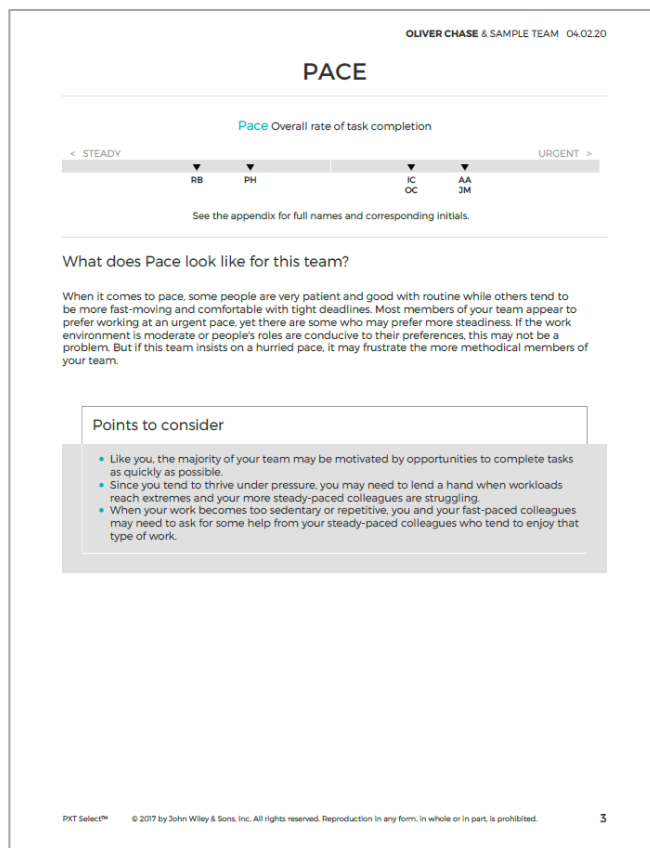 OLIVER CHASE & SAMPLE TEAM 04.02.20
PACE
Pace Overall rate of task completion
< STEADY URGENT >
RB PH IC AA
OC JM
See the appendix for full names and corresponding initials.
What does Pace look like for this team?
When it comes to pace, some people are very patient and good with routine while others tend to
be more fast-moving and comfortable with tight deadlines. Most members of your team appear to
prefer working at an urgent pace, yet there are some who may prefer more steadiness. If the work
environment is moderate or people's roles are conducive to their preferences, this may not be a
problem. But if this team insists on a hurried pace, it may frustrate the more methodical members of
your team.
Points to consider
• Like you, the majority of your team may be motivated by opportunities to complete tasks
as quickly as possible.
• Since you tend to thrive under pressure, you may need to lend a hand when workloads
reach extremes and your more steady-paced colleagues are struggling.
• When your work becomes too sedentary or repetitive, you and your fast-paced colleagues
may need to ask for some help from your steady-paced colleagues who tend to enjoy that
type of work.
PXT Select™ © 2017 by John Wiley & Sons, Inc. All rights reserved. Reproduction in any form, in whole or in part, is prohibited. 3